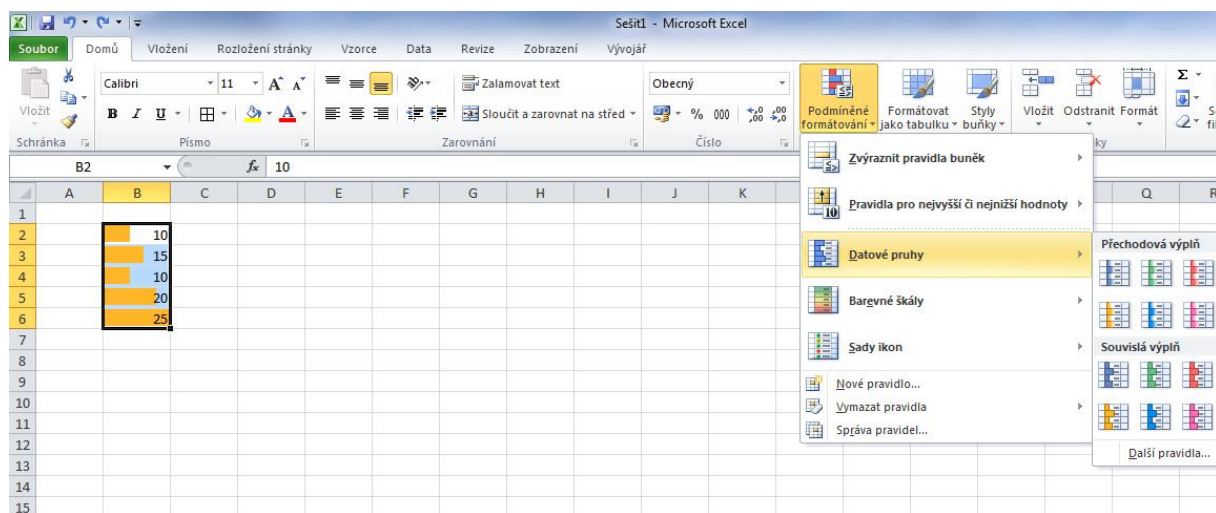 Sešit1 - Microsoft Excel
Soubor Domů Vložení Rozložení stránky Vzorce Data Revize Zobrazení Vývojář
Calibri 11 A A Zalamovat text Obecný
Vložit B I U A Sloučit a zarovnat na střed % 000
Podmíněné formátování Formátovat jako tabulku Styly buňky Vložit Odstranit Formát Σ
Schránka Písmo Zarovnání Číslo ky
B2 fx 10
A B C D E F G H I J K Q R
1
2 10
3 15
4 10
5 20
6 25
7
8
9
10
11
12
13
14
15
Zvýraznit pravidla buněk
Pravidla pro nejvyšší či nejnižší hodnoty
Datové pruhy
Barevné škály
Sady ikon
Nové pravidlo...
Vymazat pravidla
Správa pravidel...
Přechodová výplň
Souvislá výplň
Další pravidla...